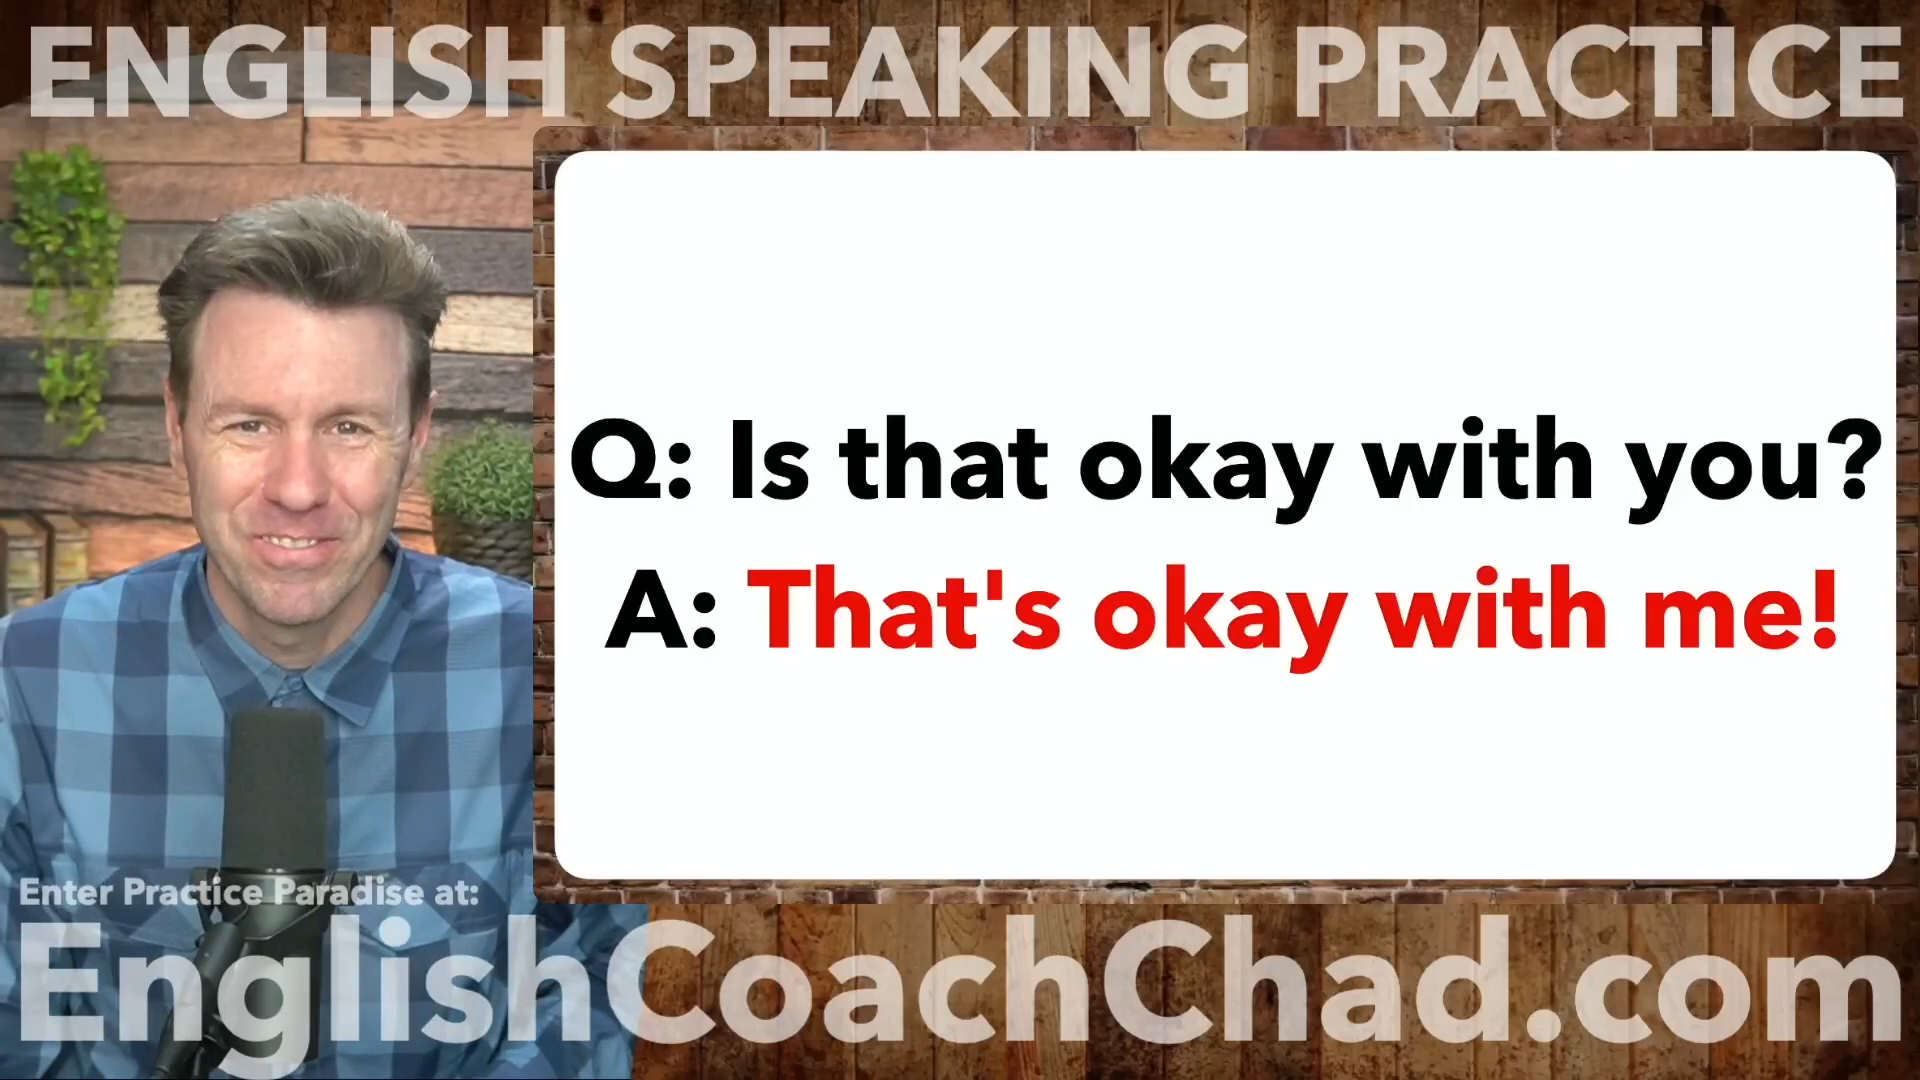 ENGLISH SPEAKING PRACTICE
Q: Is that okay with you?
A: That's okay with me!
Enter Practice Paradise at:
EnglishCoachChad.com